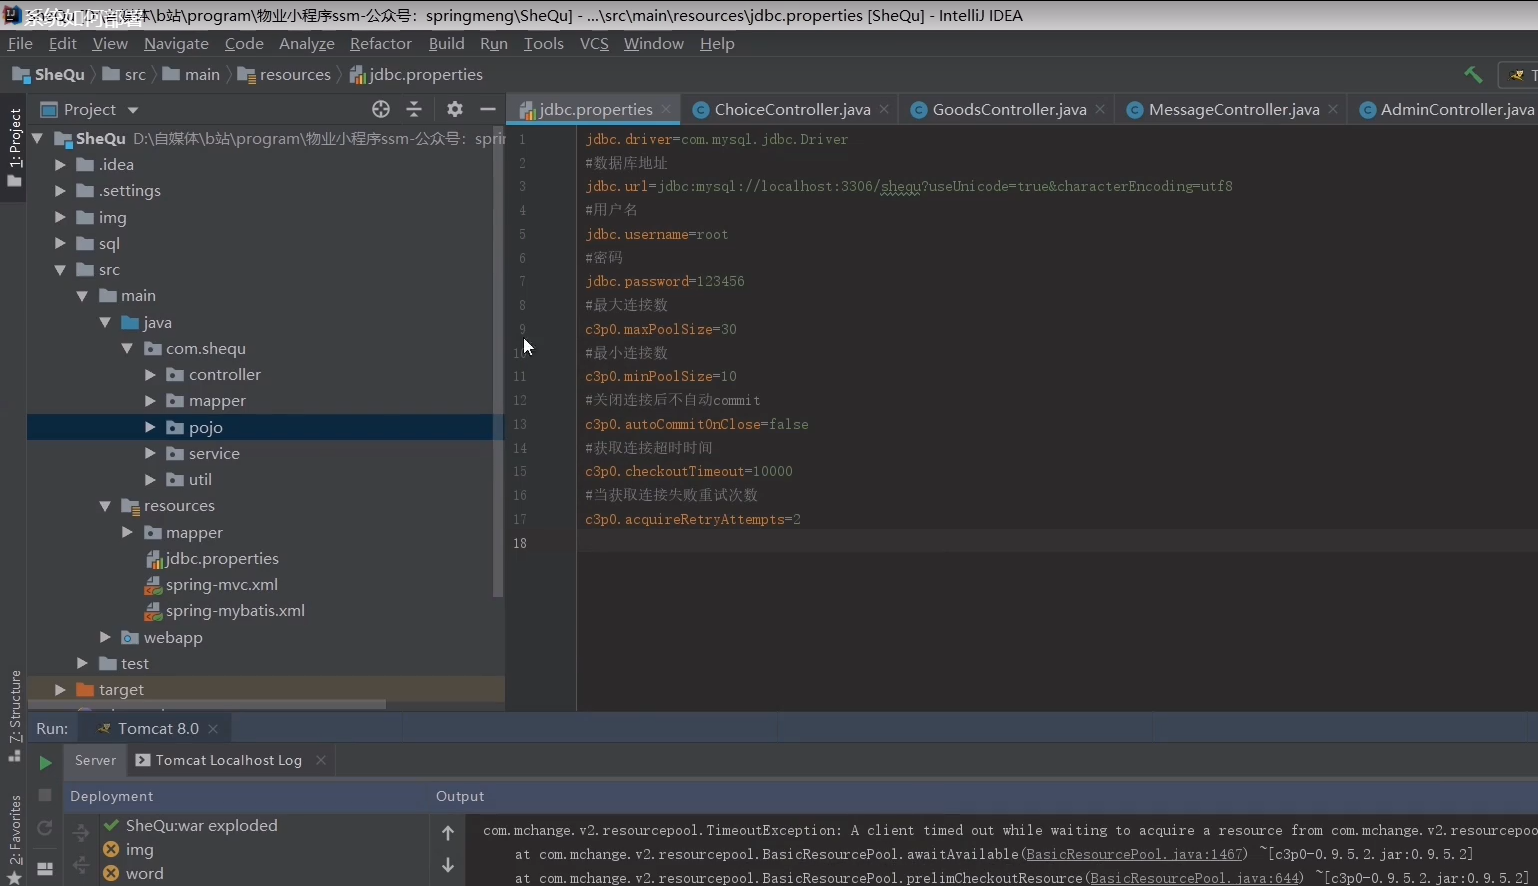 系统如何部署
SheQu [D:\自媒体\b站\program\物业小程序ssm-公众号：springmeng\SheQu] - ...\src\main\resources\jdbc.properties [SheQu] - IntelliJ IDEA
File Edit View Navigate Code Analyze Refactor Build Run Tools VCS Window Help
SheQu src main resources jdbc.properties
Project
jdbc.properties ChoiceController.java GoodsController.java MessageController.java AdminController.java
1: Project
SheQu D:\自媒体\b站\program\物业小程序ssm-公众号：spri
.idea
.settings
img
sql
src
main
java
com.shequ
controller
mapper
pojo
service
util
resources
mapper
jdbc.properties
spring-mvc.xml
spring-mybatis.xml
webapp
test
target
1 jdbc.driver=com.mysql.jdbc.Driver
2 #数据库地址
3 jdbc.url=jdbc:mysql://localhost:3306/shequ?useUnicode=true&characterEncoding=utf8
4 #用户名
5 jdbc.username=root
6 #密码
7 jdbc.password=123456
8 #最大连接数
9 c3p0.maxPoolSize=30
10 #最小连接数
11 c3p0.minPoolSize=10
12 #关闭连接后不自动commit
13 c3p0.autoCommitOnClose=false
14 #获取连接超时时间
15 c3p0.checkoutTimeout=10000
16 #当获取连接失败重试次数
17 c3p0.acquireRetryAttempts=2
18
7: Structure
2: Favorites
Run: Tomcat 8.0
Server Tomcat Localhost Log
Deployment Output
SheQu:war exploded
img
word
com.mchange.v2.resourcepool.TimeoutException: A client timed out while waiting to acquire a resource from com.mchange.v2.resourcepoo
at com.mchange.v2.resourcepool.BasicResourcePool.awaitAvailable(BasicResourcePool.java:1467) ~[c3p0-0.9.5.2.jar:0.9.5.2]
at com.mchange.v2.resourcepool.BasicResourcePool.prelimCheckoutResource(BasicResourcePool.java:644) ~[c3p0-0.9.5.2.jar:0.9.5.2]